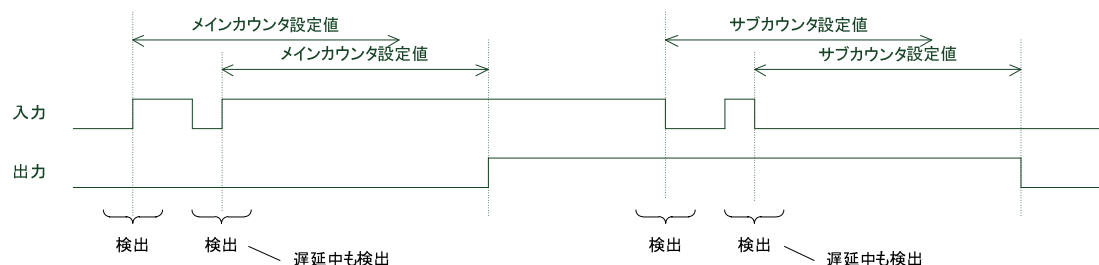 メインカウンタ設定値
サブカウンタ設定値
メインカウンタ設定値
サブカウンタ設定値
入力
出力
検出
検出
検出
検出
遅延中も検出
遅延中も検出